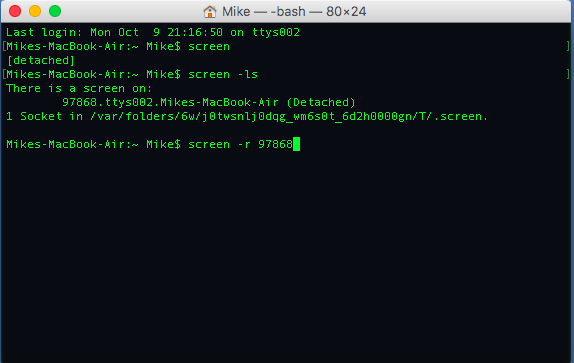 Mike — -bash — 80×24
Last login: Mon Oct  9 21:16:50 on ttys002
[Mikes-MacBook-Air:~ Mike$ screen ]
[detached]
[Mikes-MacBook-Air:~ Mike$ screen -ls ]
There is a screen on:
        97868.ttys002.Mikes-MacBook-Air (Detached)
1 Socket in /var/folders/6w/j0twsnlj0dqg_wm6s0t_6d2h0000gn/T/.screen.
Mikes-MacBook-Air:~ Mike$ screen -r 97868